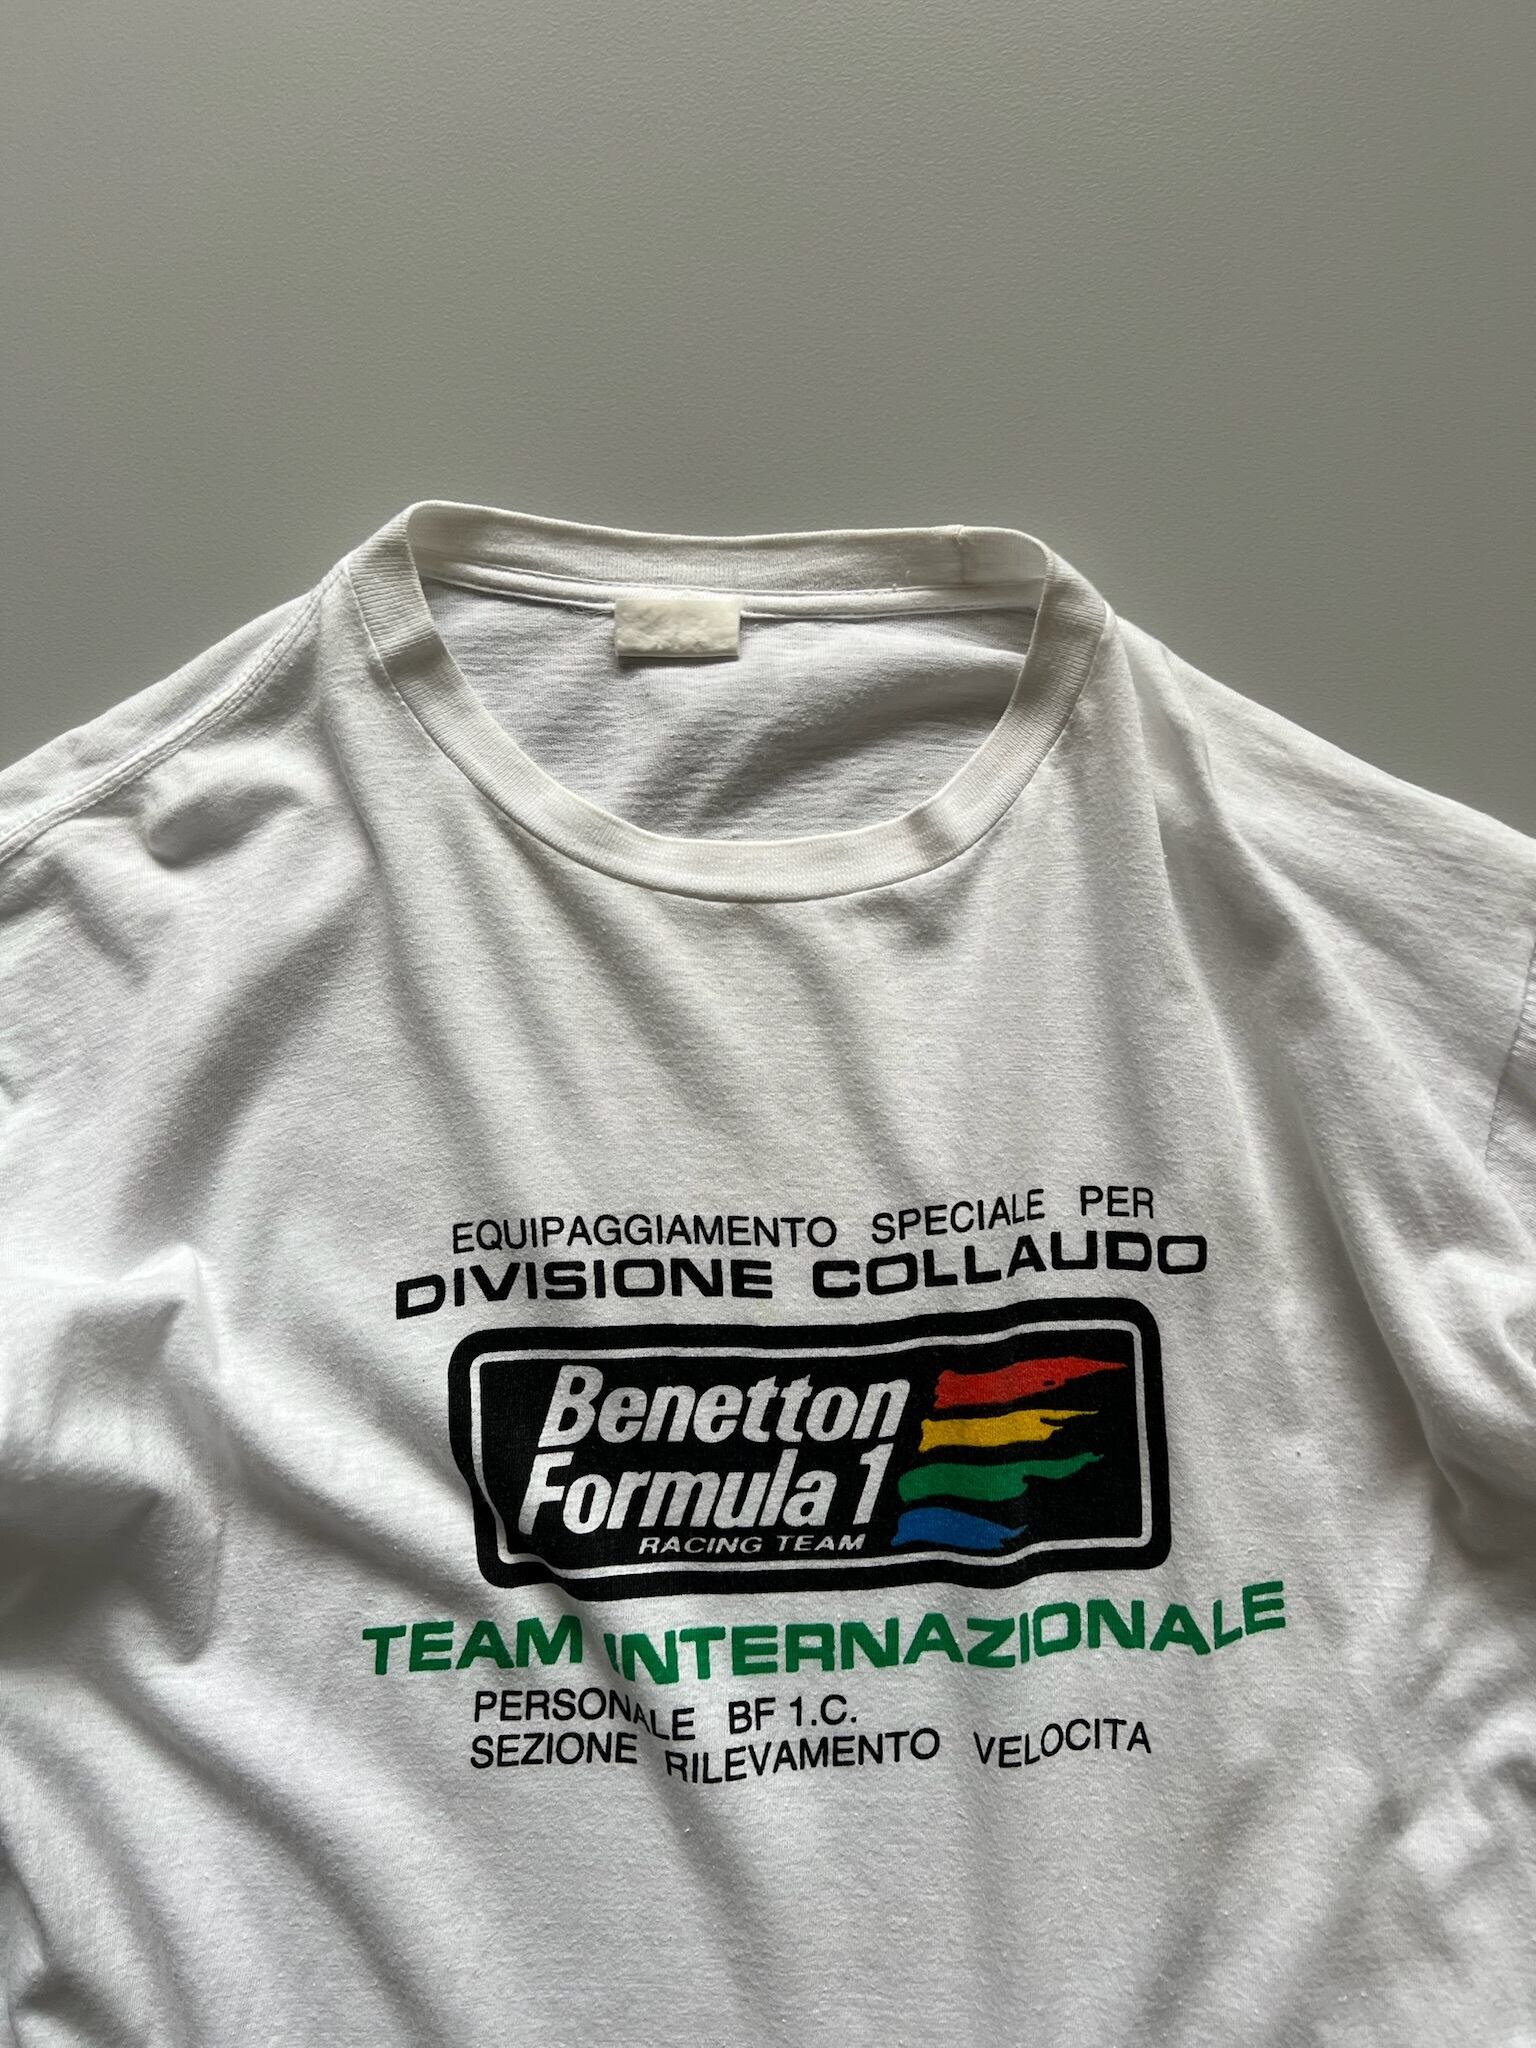 EQUIPAGGIAMENTO SPECIALE PER
DIVISIONE COLLAUDO
Benetton
Formula 1
RACING TEAM
TEAM INTERNAZIONALE
PERSONALE BF 1.C.
SEZIONE RILEVAMENTO VELOCITA